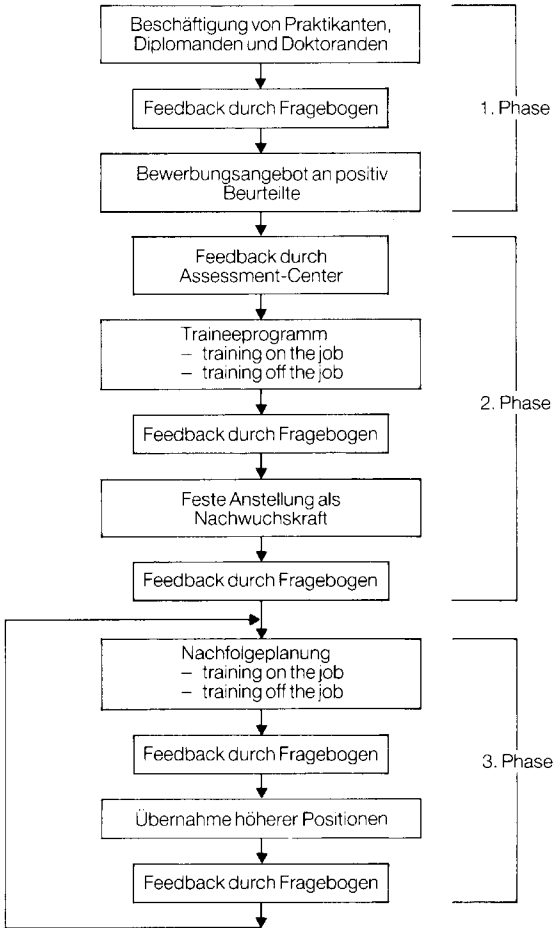 Beschäftigung von Praktikanten,
Diplomanden und Doktoranden
Feedback durch Fragebogen
1. Phase
Bewerbungsangebot an positiv
Beurteilte
Feedback durch
Assessment-Center
Traineeprogramm
– training on the job
– training off the job
2. Phase
Feedback durch Fragebogen
Feste Anstellung als
Nachwuchskraft
Feedback durch Fragebogen
Nachfolgeplanung
– training on the job
– training off the job
Feedback durch Fragebogen
3. Phase
Übernahme höherer Positionen
Feedback durch Fragebogen